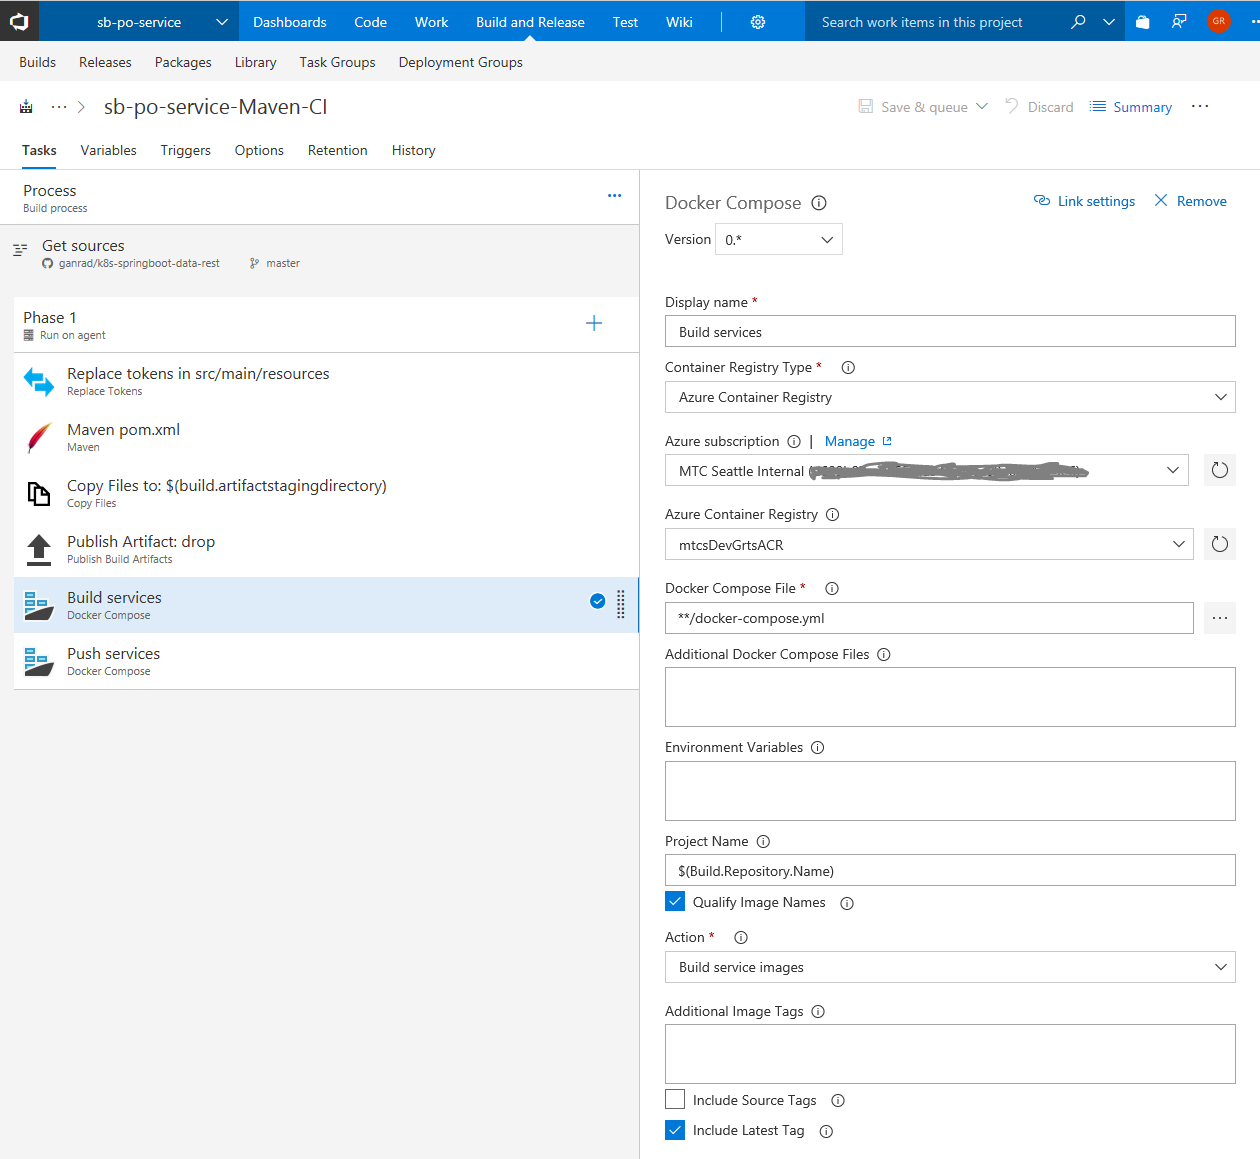 sb-po-service Dashboards Code Work Build and Release Test Wiki Search work items in this project GR
Builds Releases Packages Library Task Groups Deployment Groups
··· > sb-po-service-Maven-CI Save & queue Discard Summary ···
Tasks Variables Triggers Options Retention History
Process
Build process
Get sources
ganrad/k8s-springboot-data-rest master
Phase 1
Run on agent
Replace tokens in src/main/resources
Replace Tokens
Maven pom.xml
Maven
Copy Files to: $(build.artifactstagingdirectory)
Copy Files
Publish Artifact: drop
Publish Build Artifacts
Build services
Docker Compose
Push services
Docker Compose
Docker Compose Link settings Remove
Version 0.*
Display name *
Build services
Container Registry Type *
Azure Container Registry
Azure subscription | Manage
MTC Seattle Internal (
Azure Container Registry
mtcsDevGrtsACR
Docker Compose File *
**/docker-compose.yml
Additional Docker Compose Files
Environment Variables
Project Name
$(Build.Repository.Name)
Qualify Image Names
Action *
Build service images
Additional Image Tags
Include Source Tags
Include Latest Tag